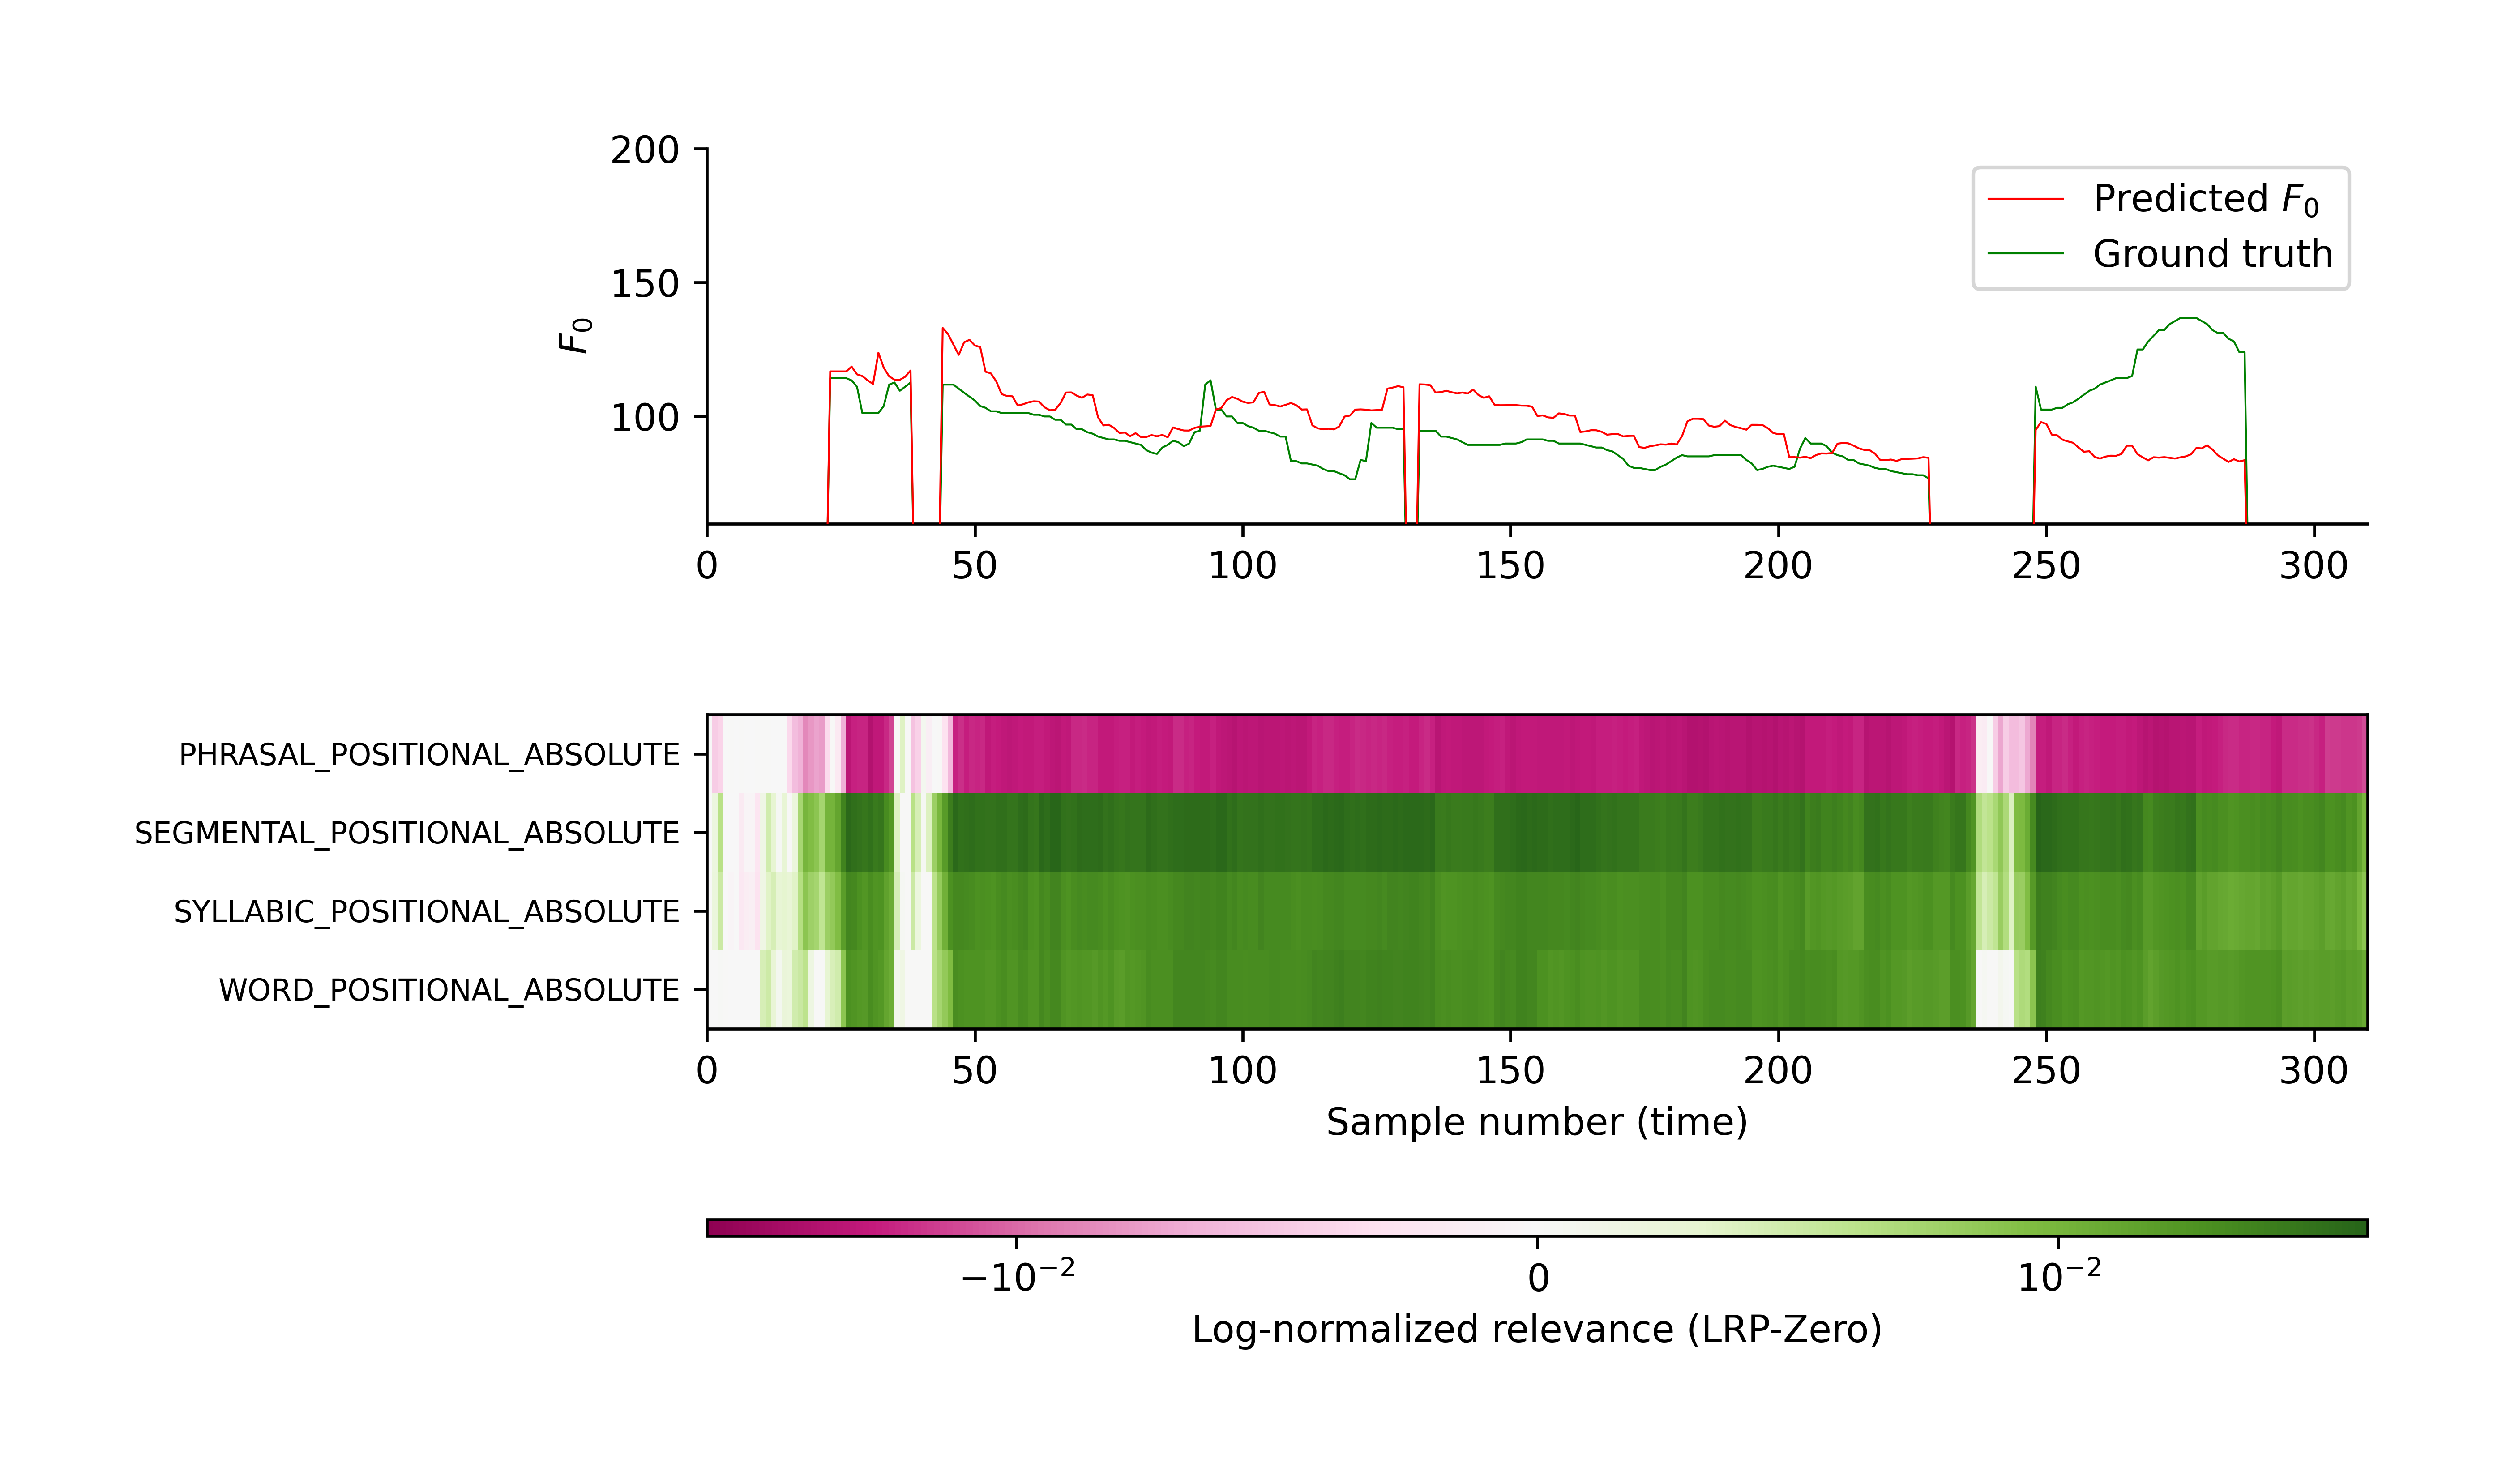 200
150
100
F0
Predicted F0
Ground truth
0 50 100 150 200 250 300
PHRASAL_POSITIONAL_ABSOLUTE
SEGMENTAL_POSITIONAL_ABSOLUTE
SYLLABIC_POSITIONAL_ABSOLUTE
WORD_POSITIONAL_ABSOLUTE
0 50 100 150 200 250 300
Sample number (time)
−10⁻² 0 10⁻²
Log-normalized relevance (LRP-Zero)